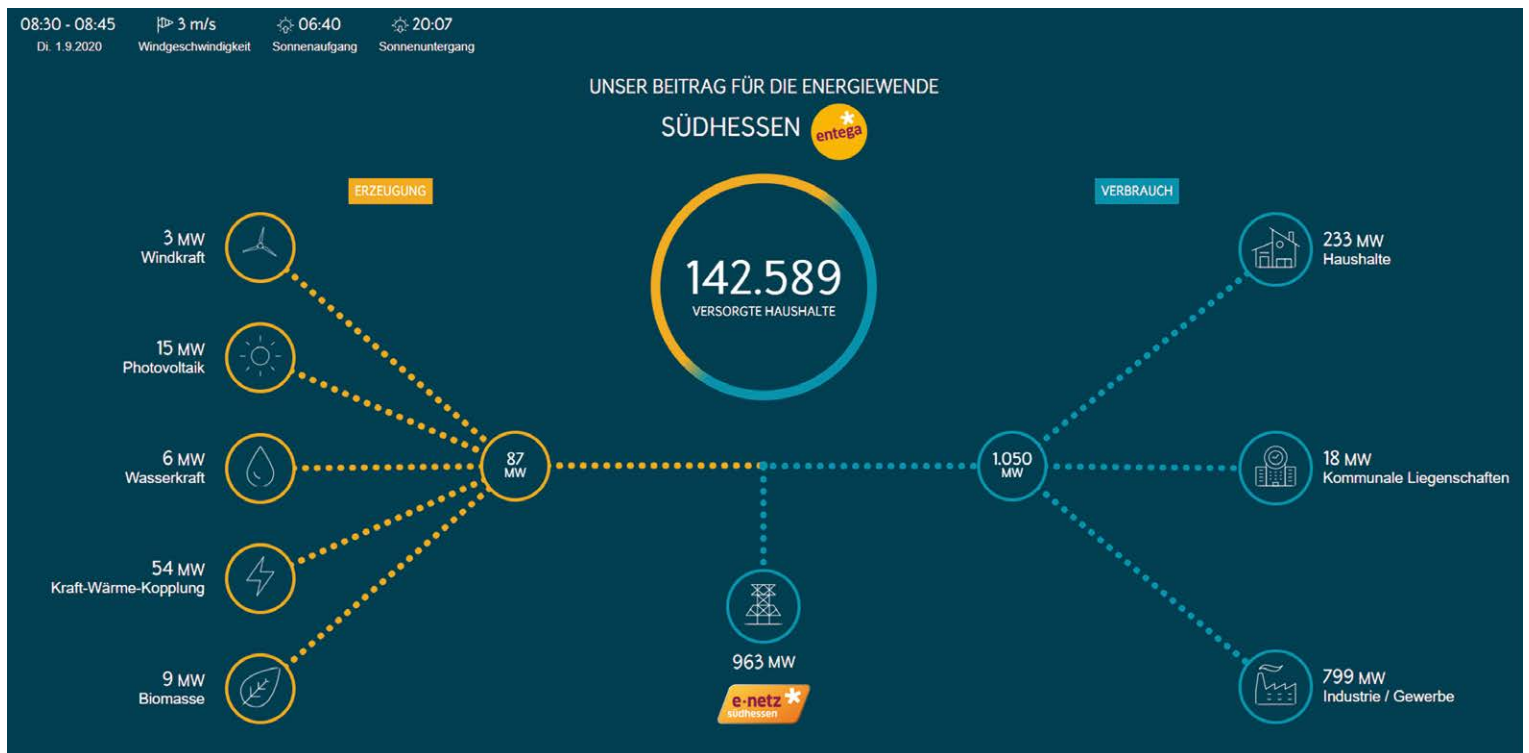 08:30 - 08:45
Di. 1.9.2020
3 m/s
Windgeschwindigkeit
06:40
Sonnenaufgang
20:07
Sonnenuntergang
UNSER BEITRAG FÜR DIE ENERGIEWENDE
SÜDHESSEN
entega
ERZEUGUNG
VERBRAUCH
142.589
VERSORGTE HAUSHALTE
3 MW
Windkraft
15 MW
Photovoltaik
6 MW
Wasserkraft
54 MW
Kraft-Wärme-Kopplung
9 MW
Biomasse
87
MW
963 MW
e-netz
südhessen
1.050
MW
233 MW
Haushalte
18 MW
Kommunale Liegenschaften
799 MW
Industrie / Gewerbe